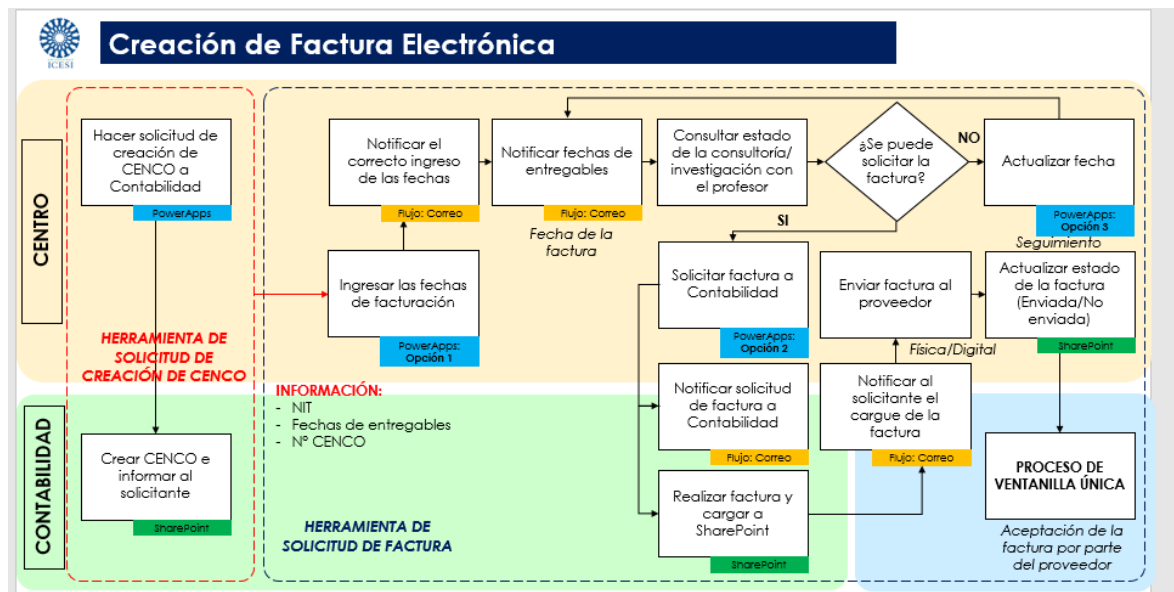 ICESI
Creación de Factura Electrónica
CENTRO
Hacer solicitud de
creación de
CENCO a
Contabilidad
PowerApps
HERRAMIENTA DE
SOLICITUD DE
CREACIÓN DE CENCO
Notificar el
correcto ingreso
de las fechas
Flujo: Correo
Notificar fechas de
entregables
Flujo: Correo
Fecha de la
factura
Consultar estado
de la consultoría/
investigación con
el profesor
¿Se puede
solicitar la
factura?
NO
SI
Actualizar fecha
PowerApps:
Opción 3
Seguimiento
Ingresar las fechas
de facturación
PowerApps:
Opción 1
Solicitar factura a
Contabilidad
PowerApps:
Opción 2
Enviar factura al
proveedor
Física/Digital
Actualizar estado
de la factura
(Enviada/No
enviada)
SharePoint
INFORMACIÓN:
- NIT
- Fechas de entregables
- Nº CENCO
Notificar solicitud
de factura a
Contabilidad
Flujo: Correo
Notificar al
solicitante el
cargue de la
factura
Flujo: Correo
CONTABILIDAD
Crear CENCO e
informar al
solicitante
SharePoint
HERRAMIENTA DE
SOLICITUD DE FACTURA
Realizar factura y
cargar a
SharePoint
SharePoint
PROCESO DE
VENTANILLA ÚNICA
Aceptación de la
factura por parte
del proveedor